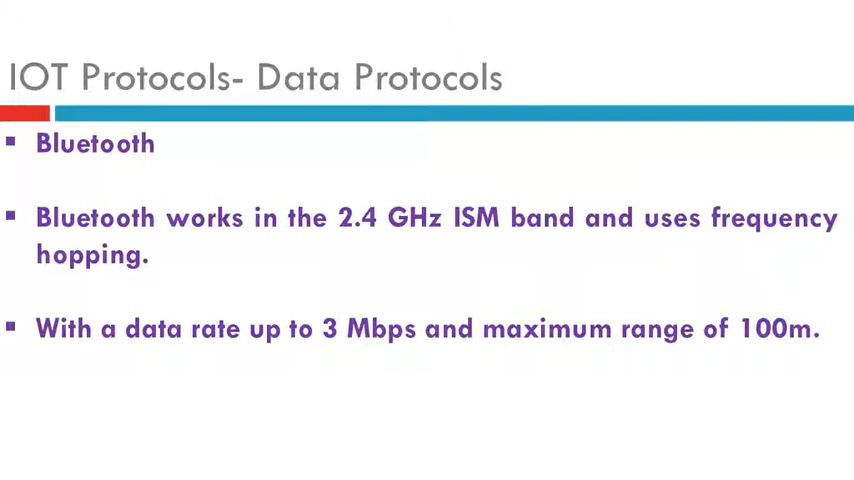 IOT Protocols- Data Protocols
▪ Bluetooth
▪ Bluetooth works in the 2.4 GHz ISM band and uses frequency
hopping.
▪ With a data rate up to 3 Mbps and maximum range of 100m.